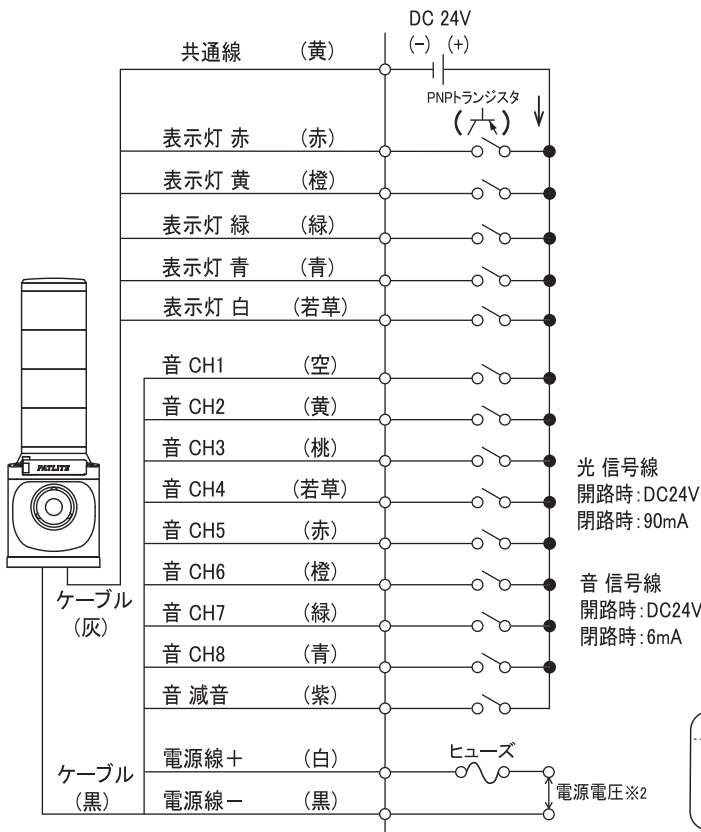 DC 24V
共通線 (黄) (-) (+)
PNPトランジスタ
表示灯 赤 (赤)
表示灯 黄 (橙)
表示灯 緑 (緑)
表示灯 青 (青)
表示灯 白 (若草)
音 CH1 (空)
音 CH2 (黄)
音 CH3 (桃)
音 CH4 (若草)
音 CH5 (赤)
音 CH6 (橙)
音 CH7 (緑)
音 CH8 (青)
音 減音 (紫)
電源線+ (白) ヒューズ
電源線- (黒)
電源電圧※2
PATLITE
ケーブル
(灰)
ケーブル
(黒)
光 信号線
開路時:DC24V
閉路時:90mA
音 信号線
開路時:DC24V
閉路時:6mA